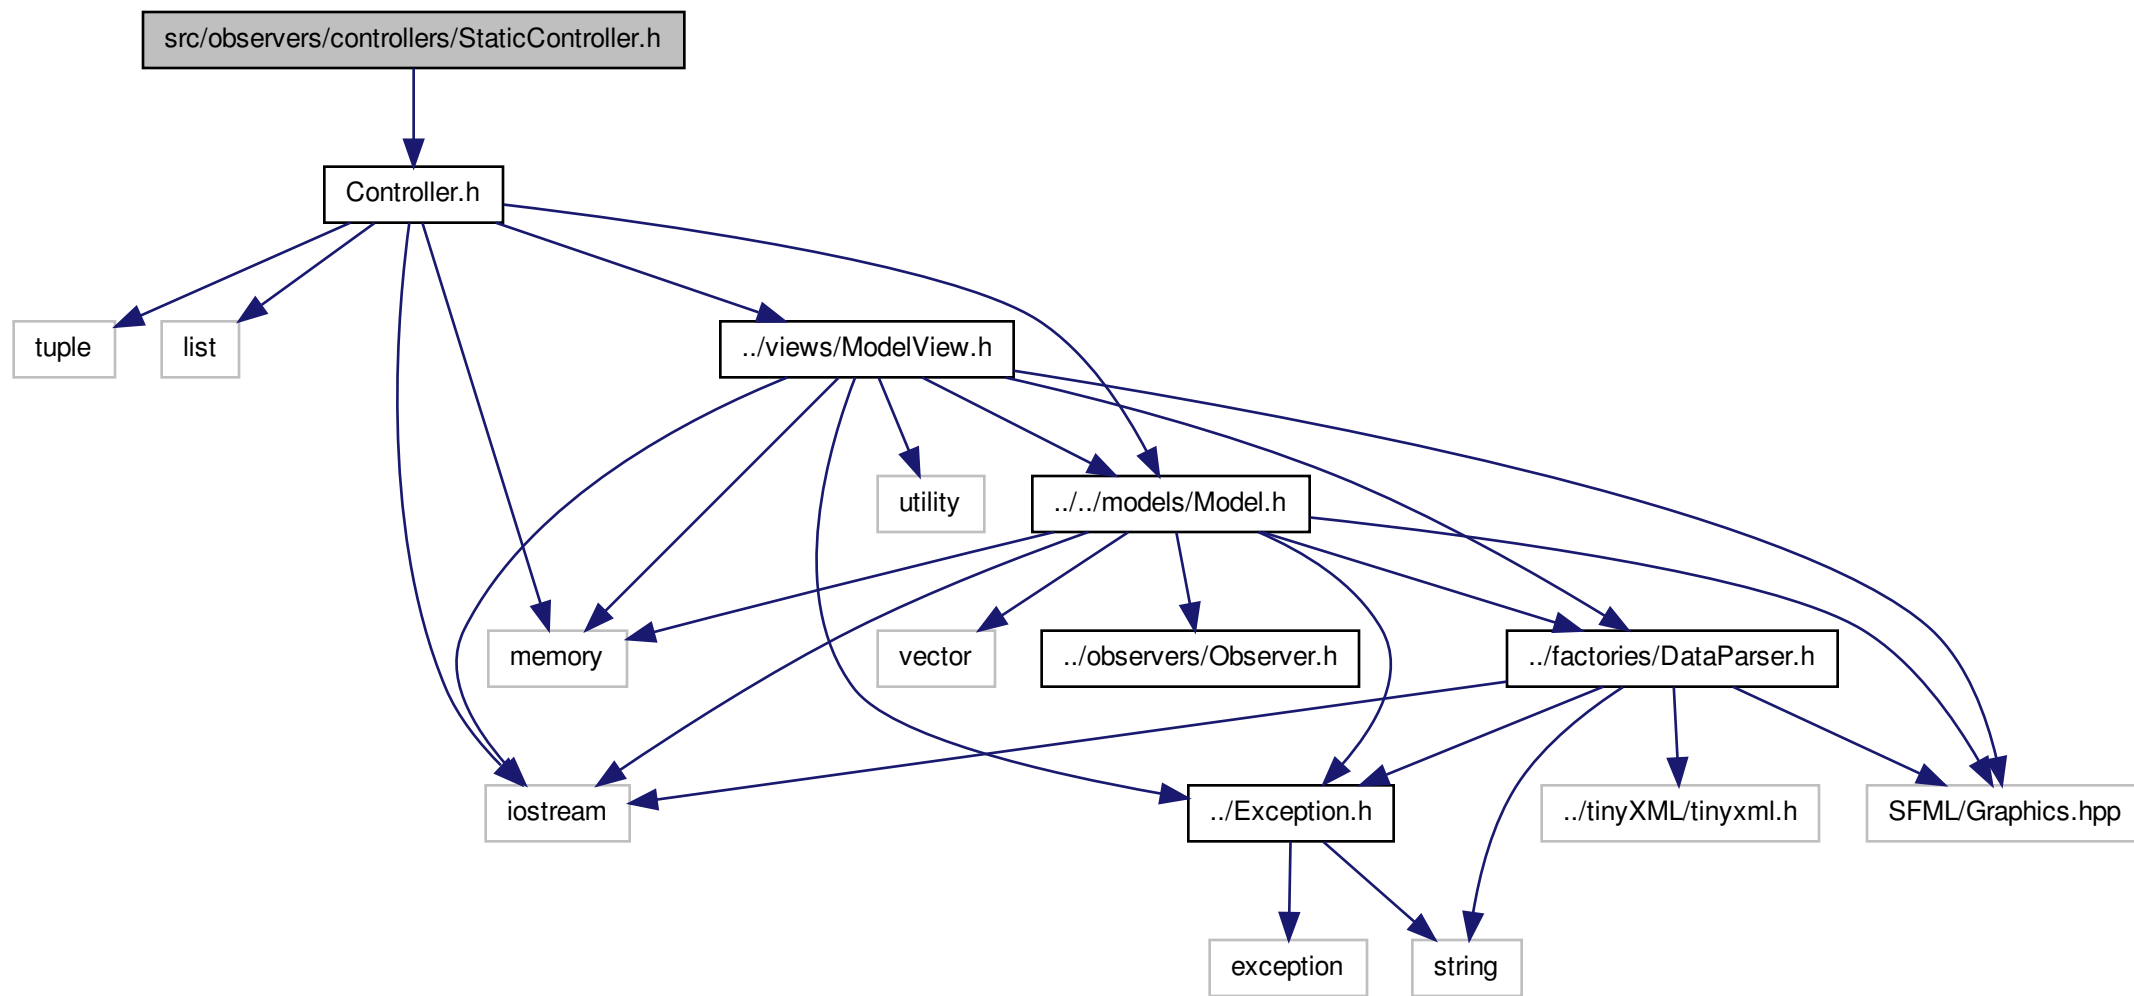 src/observers/controllers/StaticController.h
Controller.h
tuple
list
../views/ModelView.h
utility
../../models/Model.h
memory
vector
../observers/Observer.h
../factories/DataParser.h
iostream
../Exception.h
../tinyXML/tinyxml.h
SFML/Graphics.hpp
exception
string